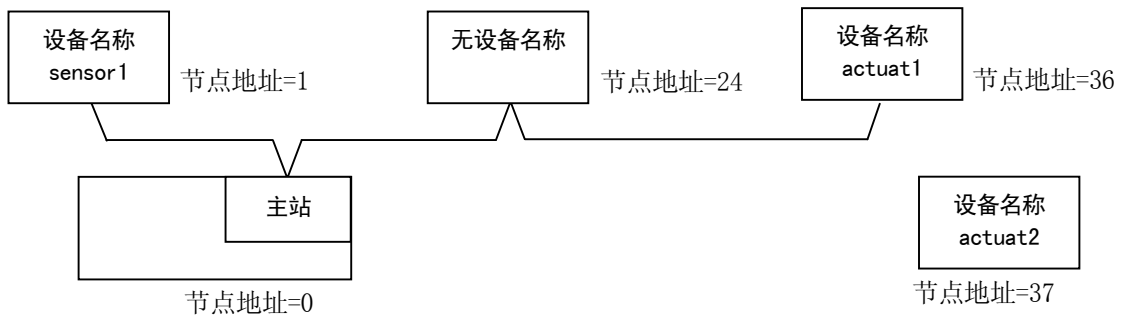 设备名称
sensor1
节点地址=1
无设备名称
节点地址=24
设备名称
actuat1
节点地址=36
主站
节点地址=0
设备名称
actuat2
节点地址=37